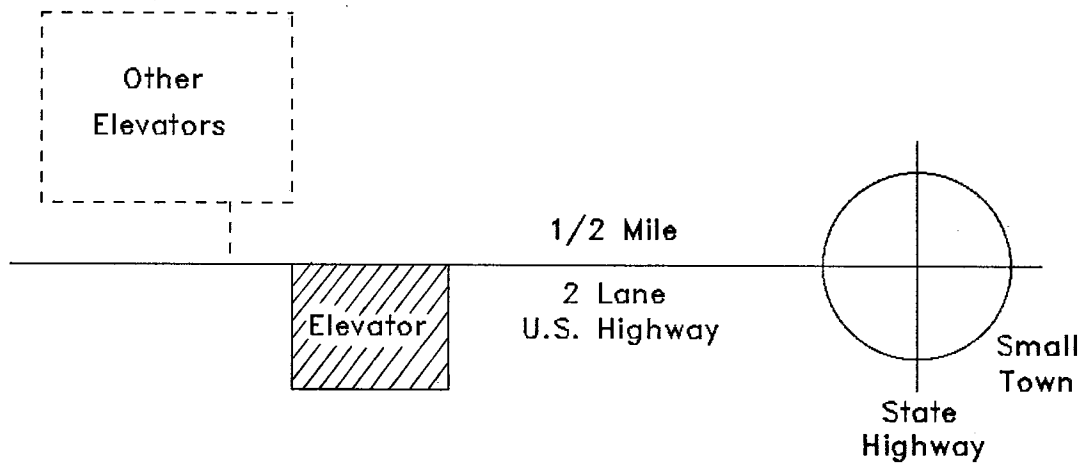 Other
Elevators
1/2 Mile
2 Lane
U.S. Highway
Elevator
Small
Town
State
Highway